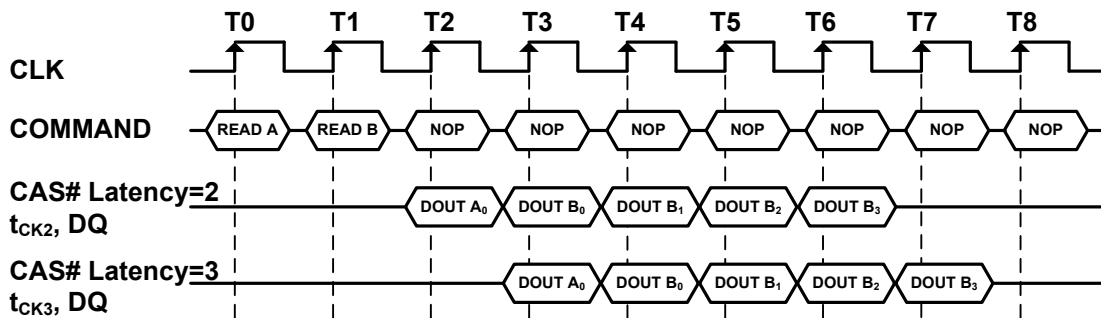 T0 T1 T2 T3 T4 T5 T6 T7 T8
CLK
COMMAND READ A READ B NOP NOP NOP NOP NOP NOP NOP
CAS# Latency=2
tCK2, DQ DOUT A0 DOUT B0 DOUT B1 DOUT B2 DOUT B3
CAS# Latency=3
tCK3, DQ DOUT A0 DOUT B0 DOUT B1 DOUT B2 DOUT B3